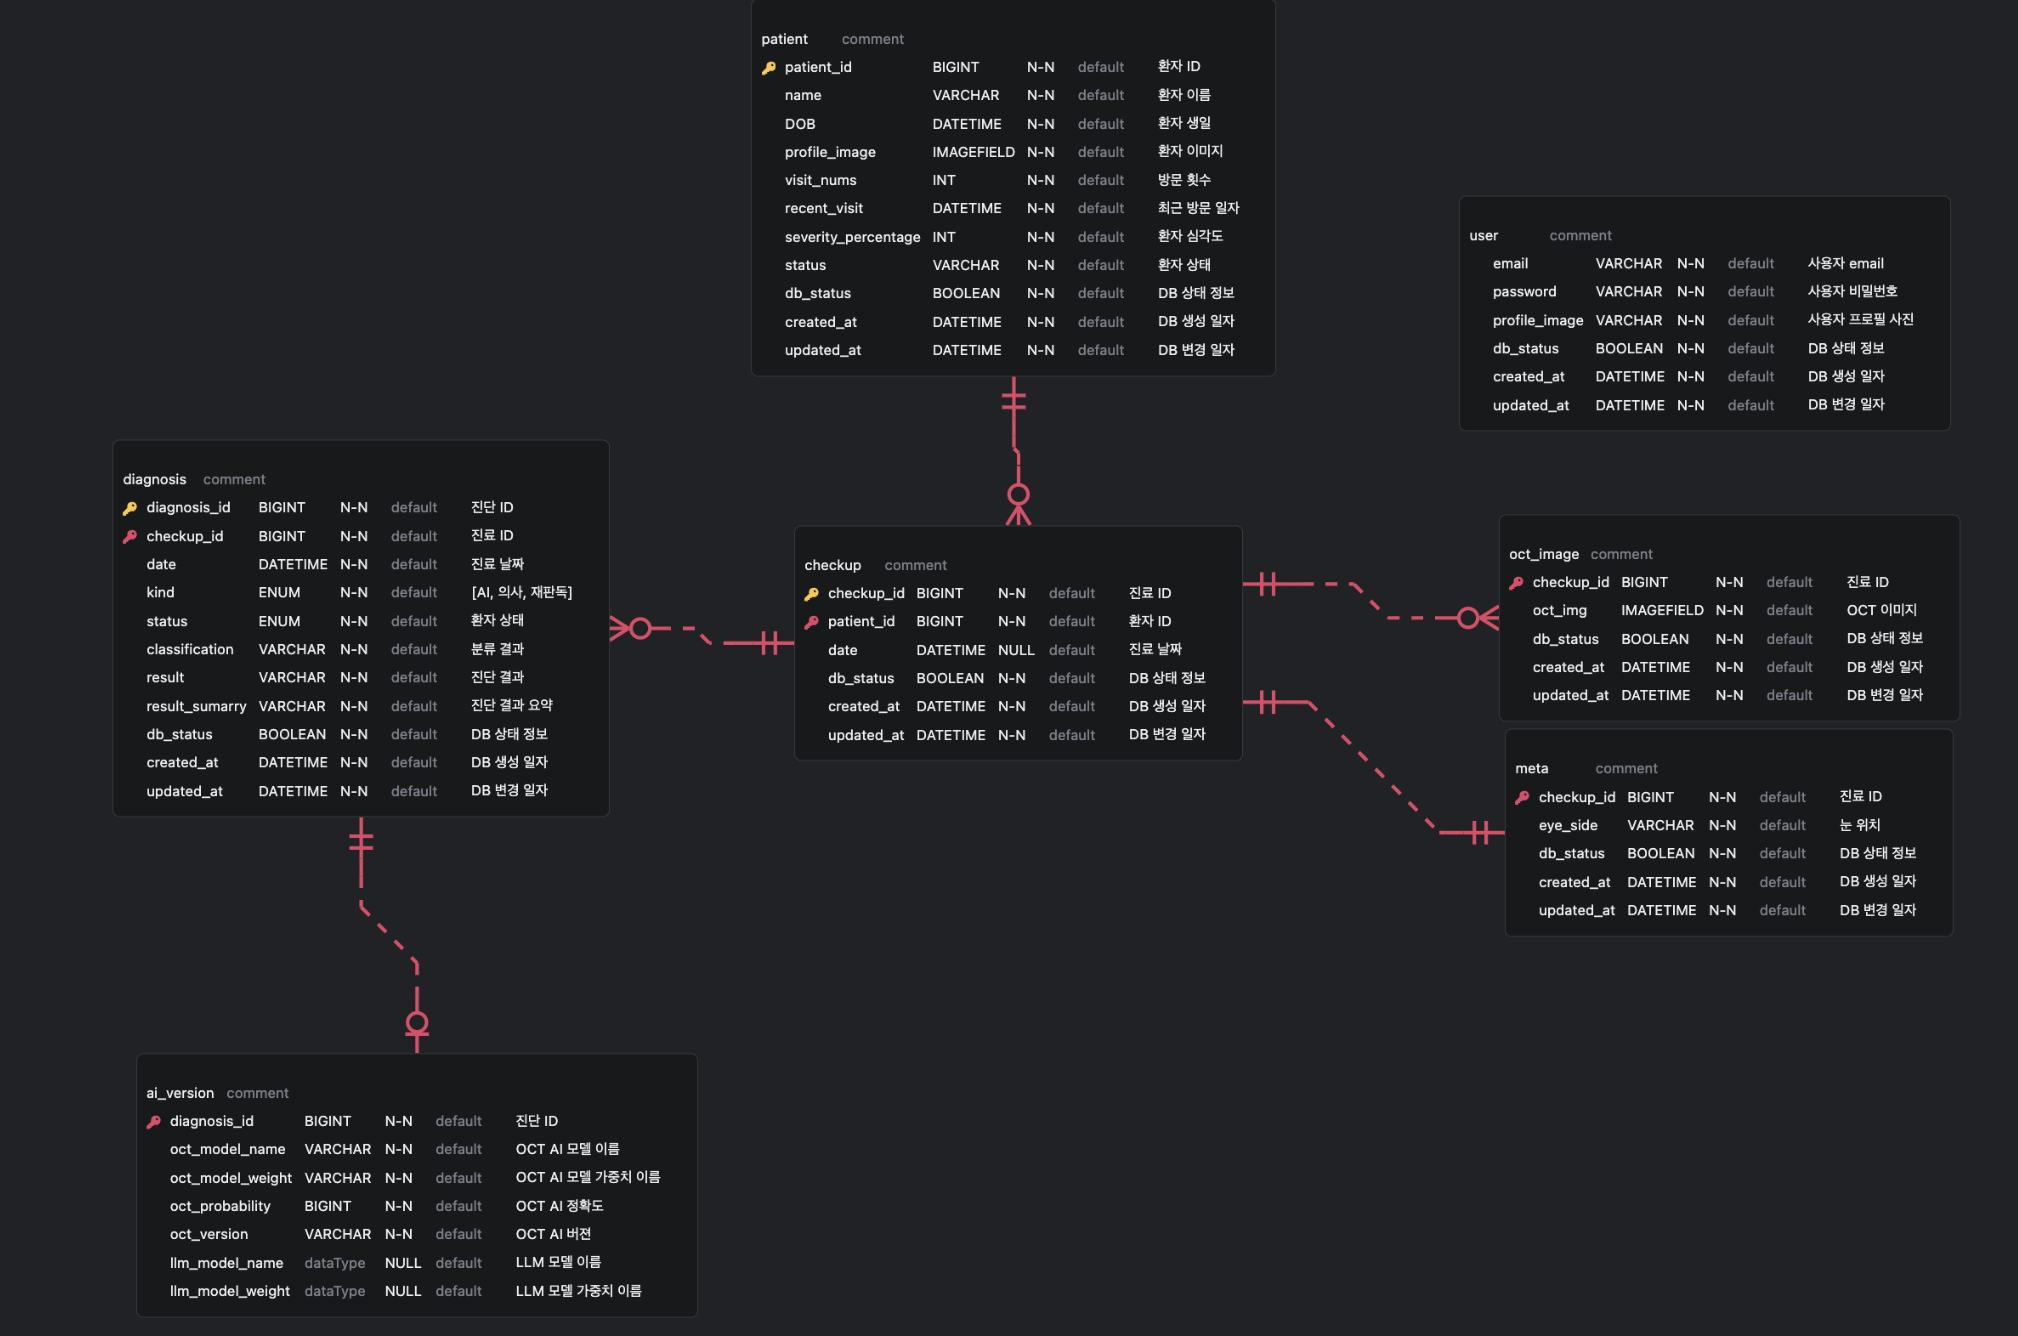 patient comment
patient_id BIGINT N-N default 환자 ID
name VARCHAR N-N default 환자 이름
DOB DATETIME N-N default 환자 생일
profile_image IMAGEFIELD N-N default 환자 이미지
visit_nums INT N-N default 방문 횟수
recent_visit DATETIME N-N default 최근 방문 일자
severity_percentage INT N-N default 환자 심각도
status VARCHAR N-N default 환자 상태
db_status BOOLEAN N-N default DB 상태 정보
created_at DATETIME N-N default DB 생성 일자
updated_at DATETIME N-N default DB 변경 일자
user comment
email VARCHAR N-N default 사용자 email
password VARCHAR N-N default 사용자 비밀번호
profile_image VARCHAR N-N default 사용자 프로필 사진
db_status BOOLEAN N-N default DB 상태 정보
created_at DATETIME N-N default DB 생성 일자
updated_at DATETIME N-N default DB 변경 일자
diagnosis comment
diagnosis_id BIGINT N-N default 진단 ID
checkup_id BIGINT N-N default 진료 ID
date DATETIME N-N default 진료 날짜
kind ENUM N-N default [AI, 의사, 재판독]
status ENUM N-N default 환자 상태
classification VARCHAR N-N default 분류 결과
result VARCHAR N-N default 진단 결과
result_sumarry VARCHAR N-N default 진단 결과 요약
db_status BOOLEAN N-N default DB 상태 정보
created_at DATETIME N-N default DB 생성 일자
updated_at DATETIME N-N default DB 변경 일자
checkup comment
checkup_id BIGINT N-N default 진료 ID
patient_id BIGINT N-N default 환자 ID
date DATETIME NULL default 진료 날짜
db_status BOOLEAN N-N default DB 상태 정보
created_at DATETIME N-N default DB 생성 일자
updated_at DATETIME N-N default DB 변경 일자
oct_image comment
checkup_id BIGINT N-N default 진료 ID
oct_img IMAGEFIELD N-N default OCT 이미지
db_status BOOLEAN N-N default DB 상태 정보
created_at DATETIME N-N default DB 생성 일자
updated_at DATETIME N-N default DB 변경 일자
meta comment
checkup_id BIGINT N-N default 진료 ID
eye_side VARCHAR N-N default 눈 위치
db_status BOOLEAN N-N default DB 상태 정보
created_at DATETIME N-N default DB 생성 일자
updated_at DATETIME N-N default DB 변경 일자
ai_version comment
diagnosis_id BIGINT N-N default 진단 ID
oct_model_name VARCHAR N-N default OCT AI 모델 이름
oct_model_weight VARCHAR N-N default OCT AI 모델 가중치 이름
oct_probability BIGINT N-N default OCT AI 정확도
oct_version VARCHAR N-N default OCT AI 버젼
llm_model_name dataType NULL default LLM 모델 이름
llm_model_weight dataType NULL default LLM 모델 가중치 이름